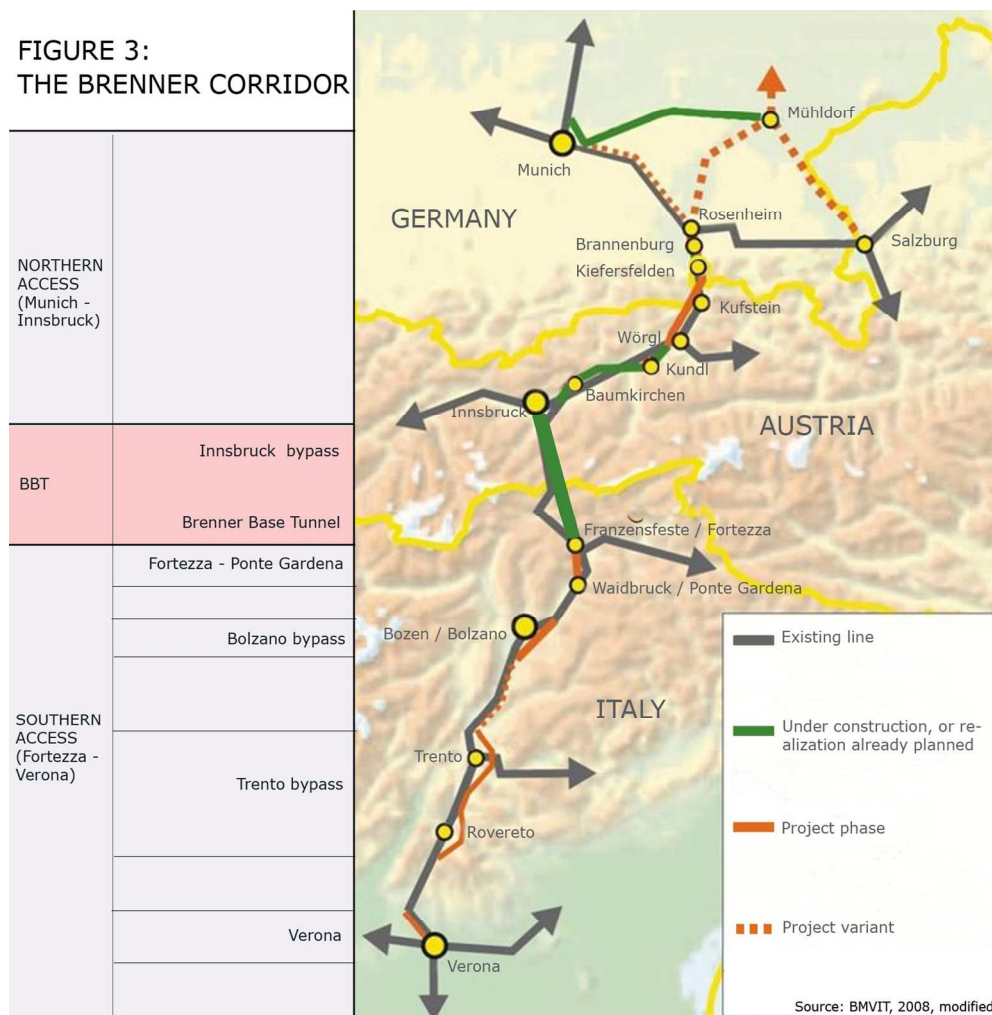 FIGURE 3:
THE BRENNER CORRIDOR
NORTHERN
ACCESS
(Munich -
Innsbruck)
BBT
Innsbruck bypass
Brenner Base Tunnel
Fortezza - Ponte Gardena
Bolzano bypass
SOUTHERN
ACCESS
(Fortezza -
Verona)
Trento bypass
Verona
Mühldorf
Munich
GERMANY
Rosenheim
Brannenburg
Salzburg
Kiefersfelden
Kufstein
Wörgl
Kundl
Baumkirchen
Innsbruck
AUSTRIA
Franzensfeste / Fortezza
Waidbruck / Ponte Gardena
Bozen / Bolzano
ITALY
Trento
Rovereto
Verona
Existing line
Under construction, or re-
alization already planned
Project phase
Project variant
Source: BMVIT, 2008, modified